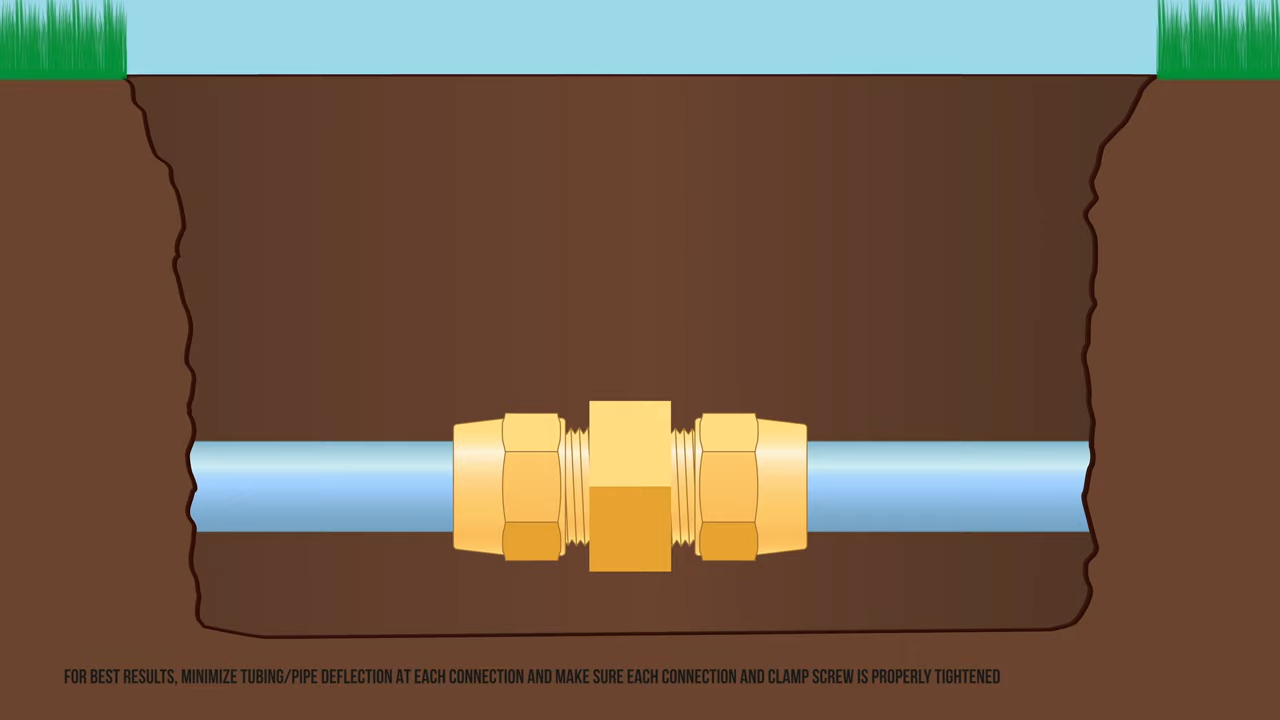 FOR BEST RESULTS, MINIMIZE TUBING/PIPE DEFLECTION AT EACH CONNECTION AND MAKE SURE EACH CONNECTION AND CLAMP SCREW IS PROPERLY TIGHTENED